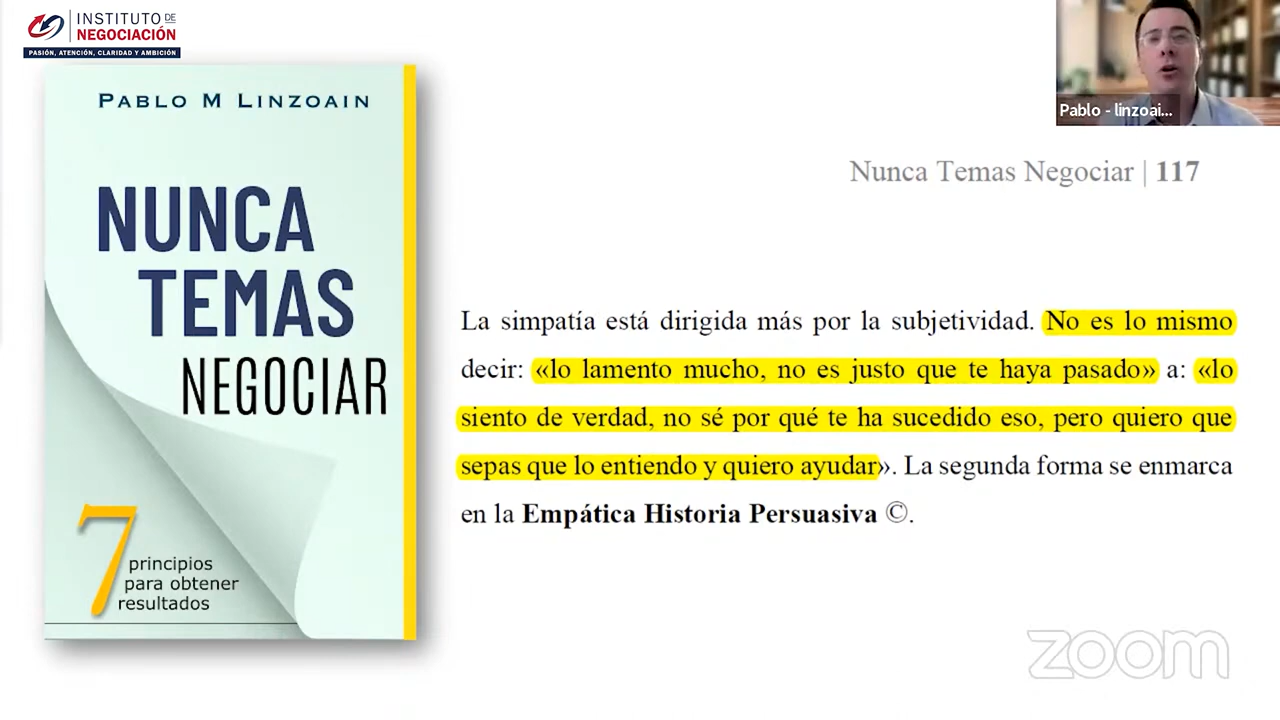 INSTITUTO DE
NEGOCIACIÓN
PASIÓN, ATENCIÓN, CLARIDAD Y AMBICIÓN
PABLO M LINZOAIN
NUNCA
TEMAS
NEGOCIAR
7
principios
para obtener
resultados
Pablo - linzoai...
Nunca Temas Negociar | 117
La simpatía está dirigida más por la subjetividad. No es lo mismo
decir: «lo lamento mucho, no es justo que te haya pasado» a: «lo
siento de verdad, no sé por qué te ha sucedido eso, pero quiero que
sepas que lo entiendo y quiero ayudar». La segunda forma se enmarca
en la Empática Historia Persuasiva ©.
zoom